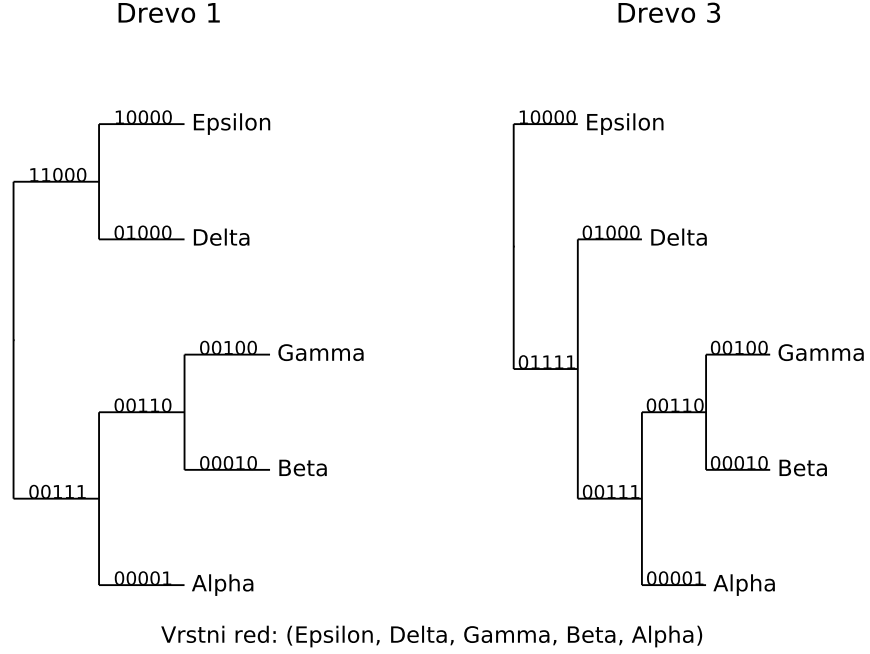 Drevo 1
10000 Epsilon
11000
01000 Delta
00100 Gamma
00110
00010 Beta
00111
00001 Alpha
Drevo 3
10000 Epsilon
01000 Delta
00100 Gamma
01111
00110
00010 Beta
00111
00001 Alpha
Vrstni red: (Epsilon, Delta, Gamma, Beta, Alpha)